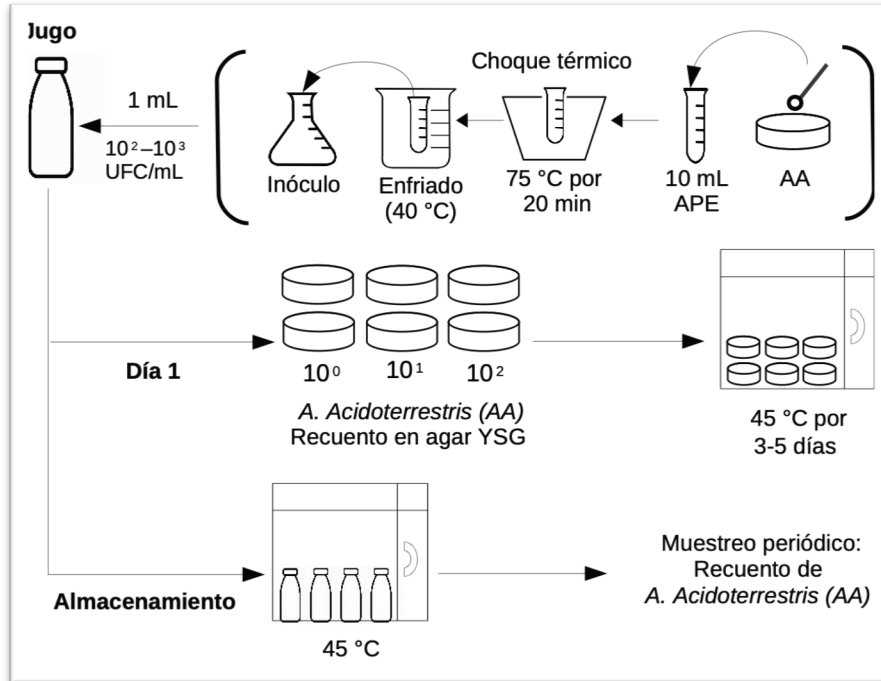 Jugo
1 mL
10²–10³
UFC/mL
Choque térmico
Inóculo
Enfriado
(40 °C)
75 °C por
20 min
10 mL
APE
AA
Día 1
10⁰
10¹
10²
A. Acidoterrestris (AA)
Recuento en agar YSG
45 °C por
3-5 días
Almacenamiento
45 °C
Muestreo periódico:
Recuento de
A. Acidoterrestris (AA)